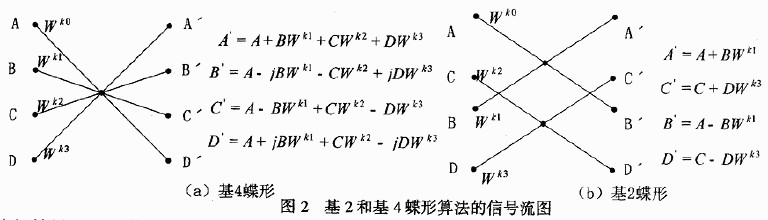 A W^{k0} A´
A' = A + BW^{k1} + CW^{k2} + DW^{k3}
B W^{k1} B´
B' = A - jBW^{k1} - CW^{k2} + jDW^{k3}
C W^{k2} C´
C' = A - BW^{k1} + CW^{k2} - DW^{k3}
D W^{k3} D´
D' = A + jBW^{k1} + CW^{k2} - jDW^{k3}
(a) 基4蝶形
A W^{k0} A´
A' = A + BW^{k1}
C W^{k2} C´
C' = C + DW^{k3}
B W^{k1} B´
B' = A - BW^{k1}
D W^{k3} D´
D' = C - DW^{k3}
(b) 基2蝶形
图 2 基 2 和基 4 蝶形算法的信号流图